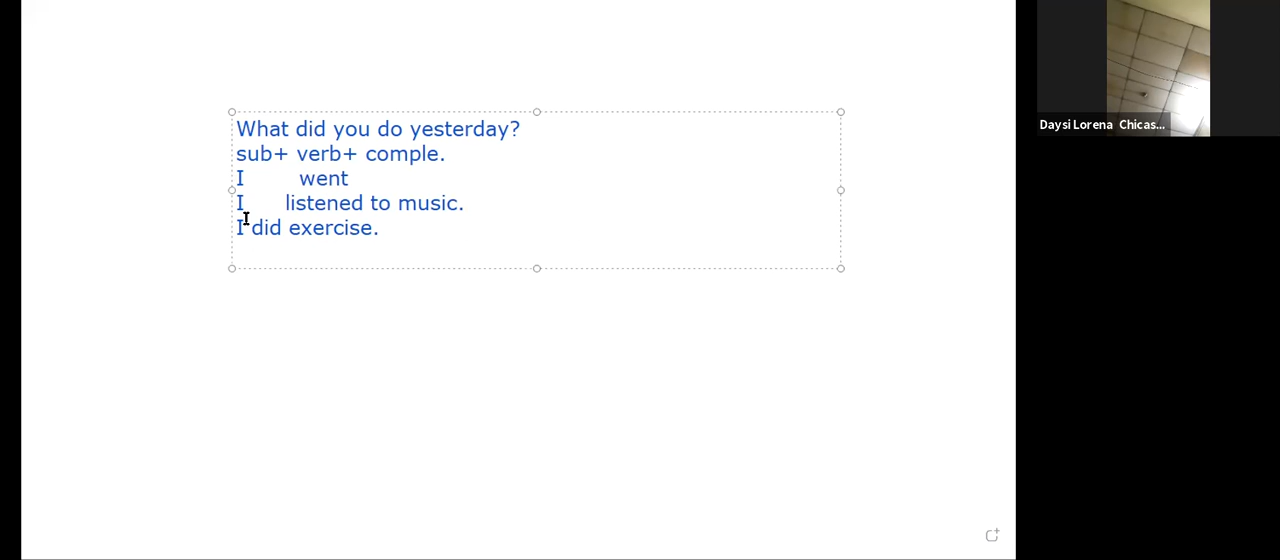 What did you do yesterday?
sub+ verb+ comple.
I went
I listened to music.
I did exercise.
Daysi Lorena Chicas...